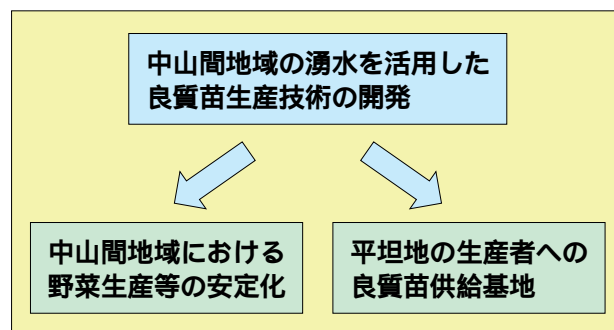 中山間地域の湧水を活用した
良質苗生産技術の開発
中山間地域における
野菜生産等の安定化
平坦地の生産者への
良質苗供給基地